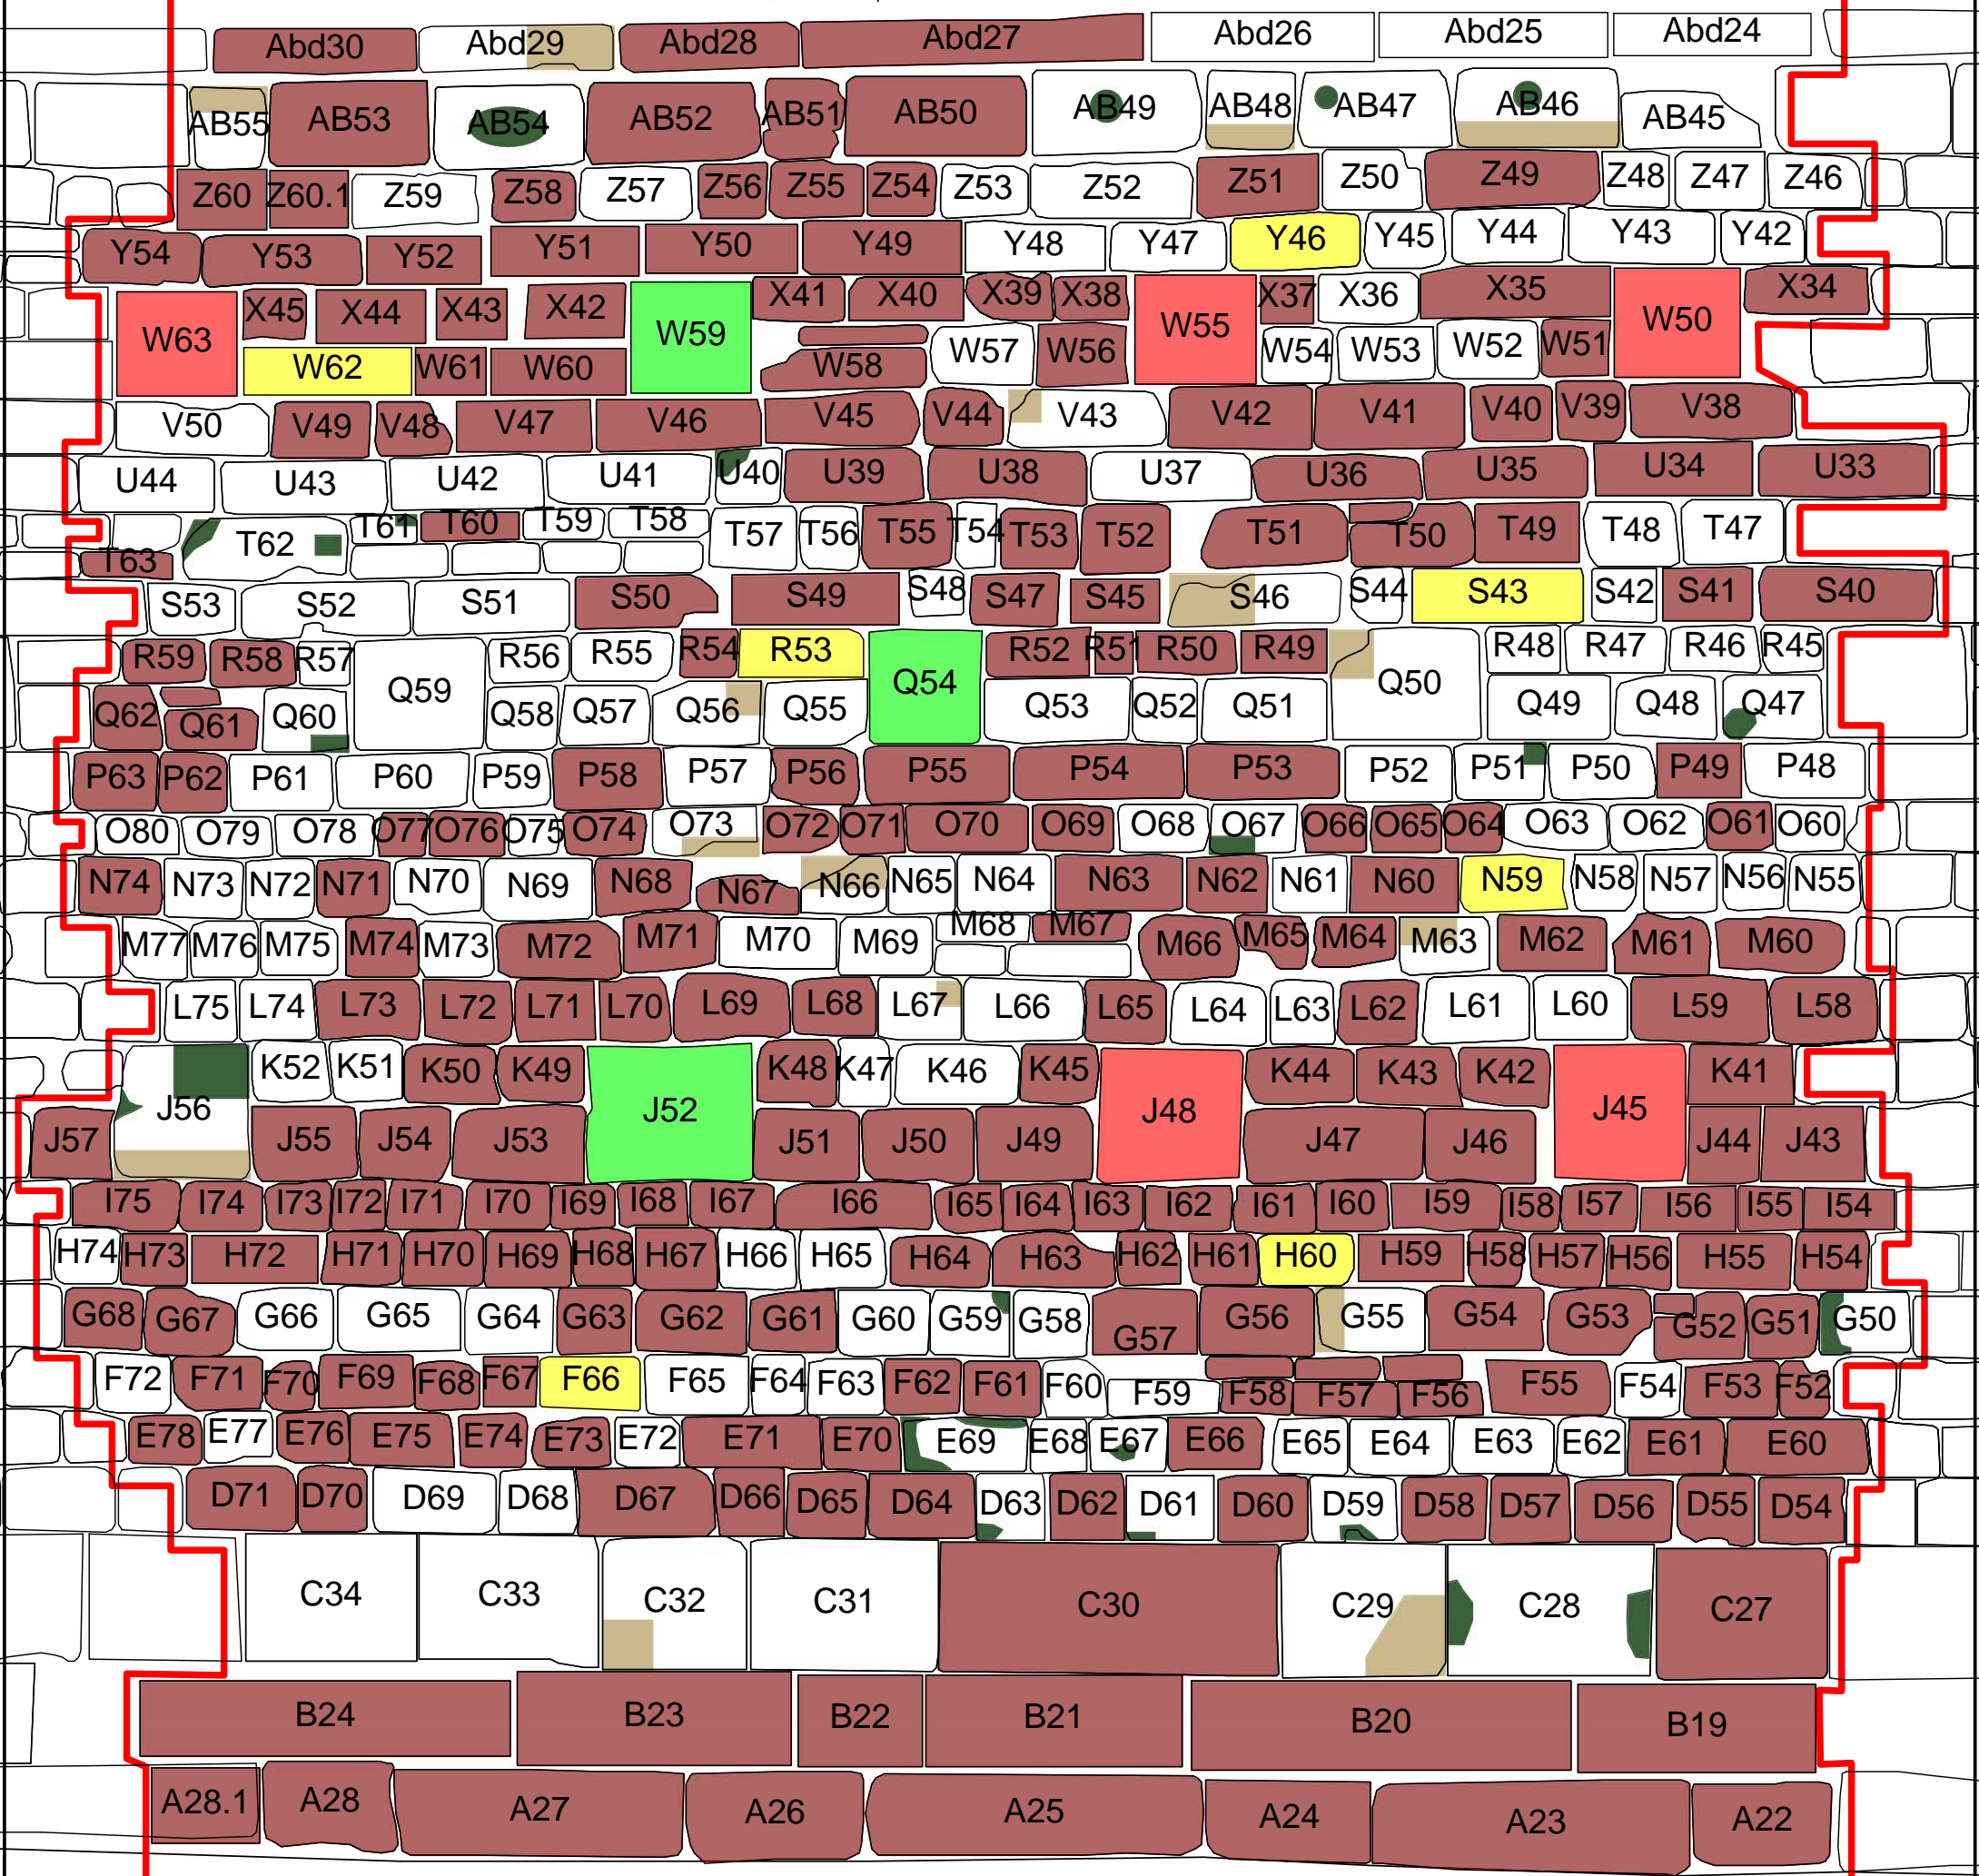 Abd30 Abd29 Abd28 Abd27 Abd26 Abd25 Abd24
AB55 AB53 AB54 AB52 AB51 AB50 AB49 AB48 AB47 AB46 AB45
Z60 Z60.1 Z59 Z58 Z57 Z56 Z55 Z54 Z53 Z52 Z51 Z50 Z49 Z48 Z47 Z46
Y54 Y53 Y52 Y51 Y50 Y49 Y48 Y47 Y46 Y45 Y44 Y43 Y42
X45 X44 X43 X42 X41 X40 X39 X38 X37 X36 X35 X34
W63 W62 W61 W60 W59 W58 W57 W56 W55 W54 W53 W52 W51 W50
V50 V49 V48 V47 V46 V45 V44 V43 V42 V41 V40 V39 V38
U44 U43 U42 U41 U40 U39 U38 U37 U36 U35 U34 U33
T63 T62 T61 T60 T59 T58 T57 T56 T55 T54 T53 T52 T51 T50 T49 T48 T47
S53 S52 S51 S50 S49 S48 S47 S45 S46 S44 S43 S42 S41 S40
R59 R58 R57 R56 R55 R54 R53 R52 R51 R50 R49 R48 R47 R46 R45
Q62 Q61 Q60 Q59 Q58 Q57 Q56 Q55 Q54 Q53 Q52 Q51 Q50 Q49 Q48 Q47
P63 P62 P61 P60 P59 P58 P57 P56 P55 P54 P53 P52 P51 P50 P49 P48
O80 O79 O78 O77 O76 O75 O74 O73 O72 O71 O70 O69 O68 O67 O66 O65 O64 O63 O62 O61 O60
N74 N73 N72 N71 N70 N69 N68 N67 N66 N65 N64 N63 N62 N61 N60 N59 N58 N57 N56 N55
M77 M76 M75 M74 M73 M72 M71 M70 M69 M68 M67 M66 M65 M64 M63 M62 M61 M60
L75 L74 L73 L72 L71 L70 L69 L68 L67 L66 L65 L64 L63 L62 L61 L60 L59 L58
K52 K51 K50 K49 K48 K47 K46 K45 K44 K43 K42 K41
J57 J56 J55 J54 J53 J52 J51 J50 J49 J48 J47 J46 J45 J44 J43
I75 I74 I73 I72 I71 I70 I69 I68 I67 I66 I65 I64 I63 I62 I61 I60 I59 I58 I57 I56 I55 I54
H74 H73 H72 H71 H70 H69 H68 H67 H66 H65 H64 H63 H62 H61 H60 H59 H58 H57 H56 H55 H54
G68 G67 G66 G65 G64 G63 G62 G61 G60 G59 G58 G57 G56 G55 G54 G53 G52 G51 G50
F72 F71 F70 F69 F68 F67 F66 F65 F64 F63 F62 F61 F60 F59 F58 F57 F56 F55 F54 F53 F52
E78 E77 E76 E75 E74 E73 E72 E71 E70 E69 E68 E67 E66 E65 E64 E63 E62 E61 E60
D71 D70 D69 D68 D67 D66 D65 D64 D63 D62 D61 D60 D59 D58 D57 D56 D55 D54
C34 C33 C32 C31 C30 C29 C28 C27
B24 B23 B22 B21 B20 B19
A28.1 A28 A27 A26 A25 A24 A23 A22